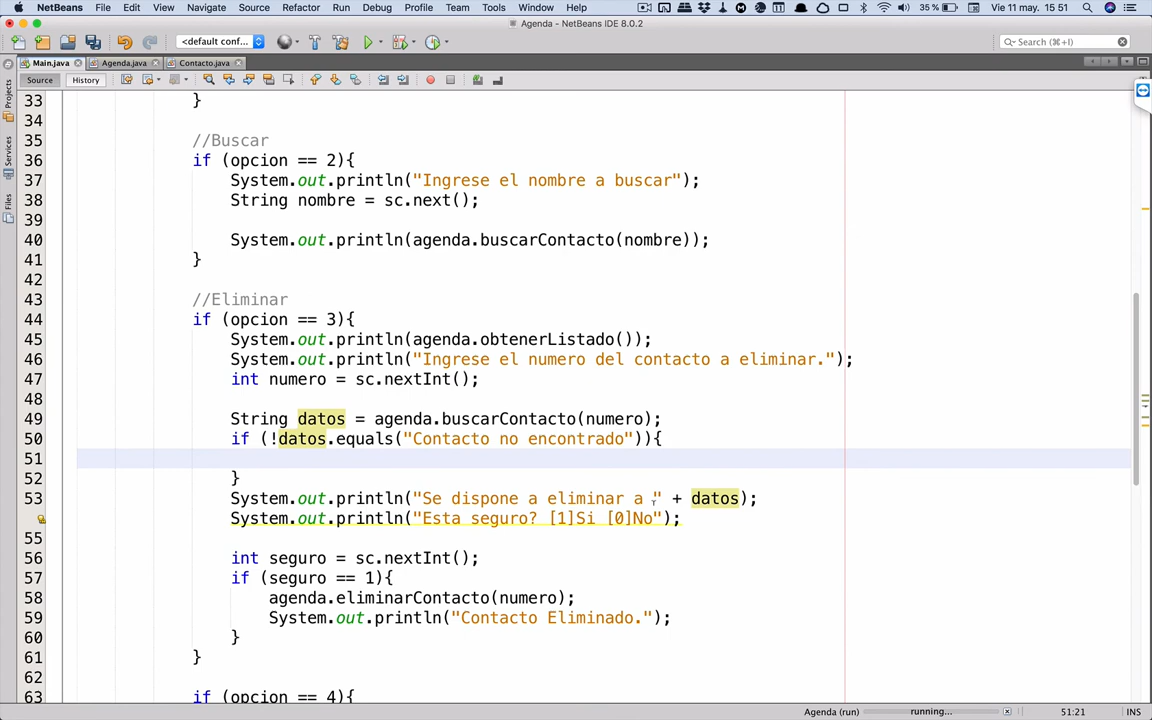 NetBeans File Edit View Navigate Source Refactor Run Debug Profile Team Tools Window Help 35 % Vie 11 may. 15 51
Agenda - NetBeans IDE 8.0.2
<default conf... Search (⌘+I)
Main.java Agenda.java Contacto.java
Source History
Projects
Services
Files
33 }
34
35 //Buscar
36 if (opcion == 2){
37 System.out.println("Ingrese el nombre a buscar");
38 String nombre = sc.next();
39
40 System.out.println(agenda.buscarContacto(nombre));
41 }
42
43 //Eliminar
44 if (opcion == 3){
45 System.out.println(agenda.obtenerListado());
46 System.out.println("Ingrese el numero del contacto a eliminar.");
47 int numero = sc.nextInt();
48
49 String datos = agenda.buscarContacto(numero);
50 if (!datos.equals("Contacto no encontrado")){
51
52 }
53 System.out.println("Se dispone a eliminar a " + datos);
System.out.println("Esta seguro? [1]Si [0]No");
55
56 int seguro = sc.nextInt();
57 if (seguro == 1){
58 agenda.eliminarContacto(numero);
59 System.out.println("Contacto Eliminado.");
60 }
61 }
62
63 if (opcion == 4){
Agenda (run) running... 51:21 INS